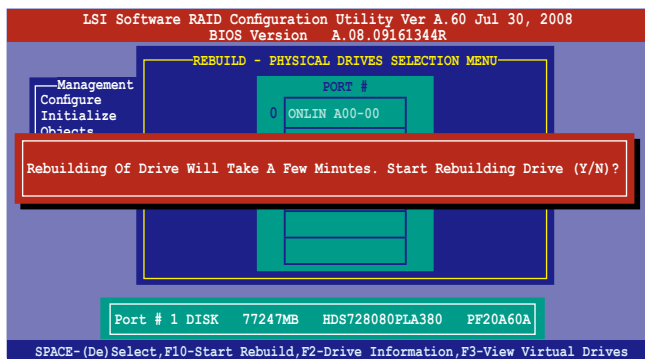 LSI Software RAID Configuration Utility Ver A.60 Jul 30, 2008
BIOS Version A.08.09161344R
REBUILD - PHYSICAL DRIVES SELECTION MENU
Management
Configure
Initialize
Objects
PORT #
0 ONLIN A00-00
Rebuilding Of Drive Will Take A Few Minutes. Start Rebuilding Drive (Y/N)?
Port # 1 DISK 77247MB HDS728080PLA380 PF20A60A
SPACE-(De)Select,F10-Start Rebuild,F2-Drive Information,F3-View Virtual Drives